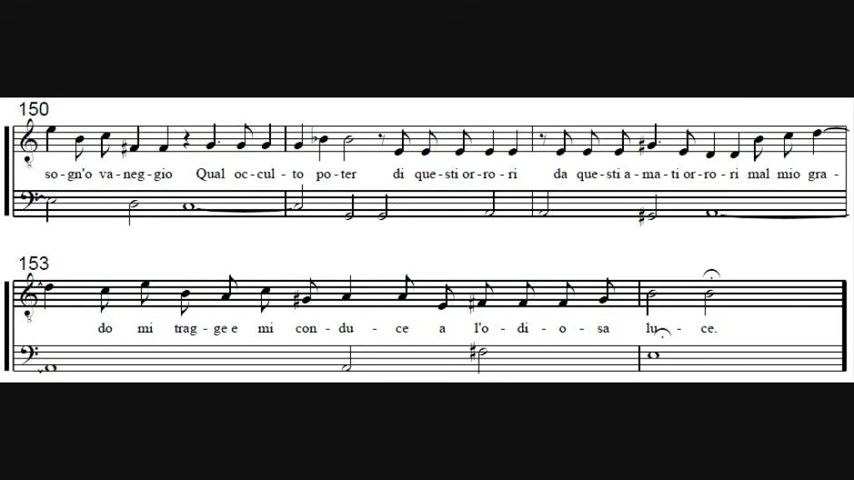 150
so-gn'o va-neg-gio Qual oc-cul-to po-ter di que-sti or-ro-ri da que-sti a-ma-ti or-ro-ri mal mio gra-
153
do mi trag-ge e mi con-du-ce a l'o-di-o-sa lu-ce.